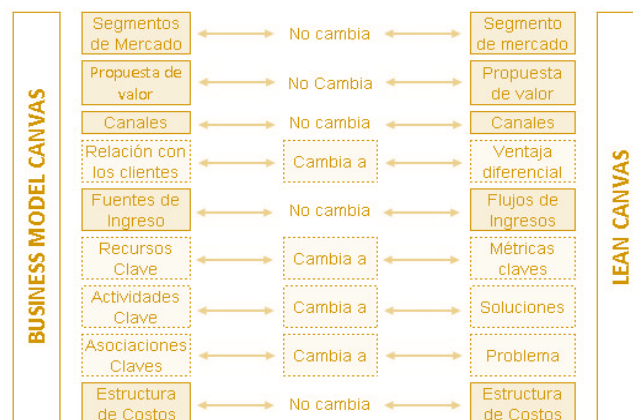 BUSINESS MODEL CANVAS
Segmentos
de Mercado
No cambia
Segmento
de mercado
Propuesta de
valor
No Cambia
Propuesta
de valor
Canales
No cambia
Canales
Relación con
los clientes
Cambia a
Ventaja
diferencial
Fuentes de
Ingreso
No cambia
Flujos de
Ingresos
Recursos
Clave
Cambia a
Métricas
claves
Actividades
Clave
Cambia a
Soluciones
Asociaciones
Claves
Cambia a
Problema
Estructura
de Costos
No cambia
Estructura
de Costos
LEAN CANVAS